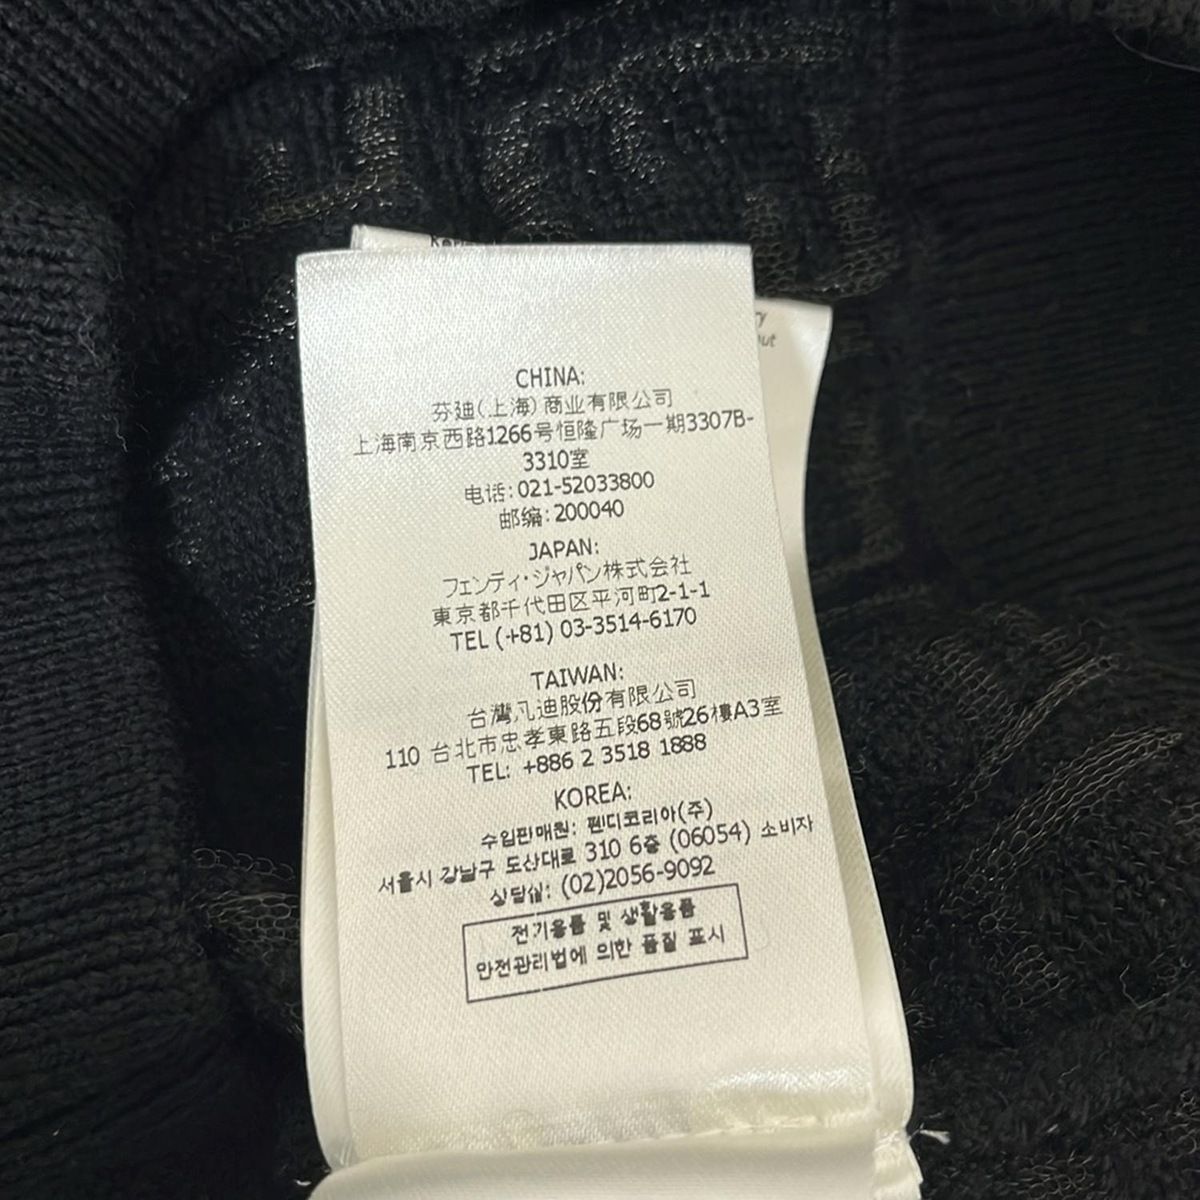 CHINA:
芬廸(上海)商业有限公司
上海南京西路1266号恒隆广场一期3307B-
3310室
电话:021-52033800
邮编:200040
JAPAN:
フェンディ・ジャパン株式会社
東京都千代田区平河町2-1-1
TEL (+81) 03-3514-6170
TAIWAN:
台灣凡迪股份有限公司
110 台北市忠孝東路五段68號26樓A3室
TEL: +886 2 3518 1888
KOREA:
수입판매원: 펜디코리아(주)
서울시 강남구 도산대로 310 6층 (06054) 소비자
상담실: (02)2056-9092
전기용품 및 생활용품
안전관리법에 의한 품질 표시